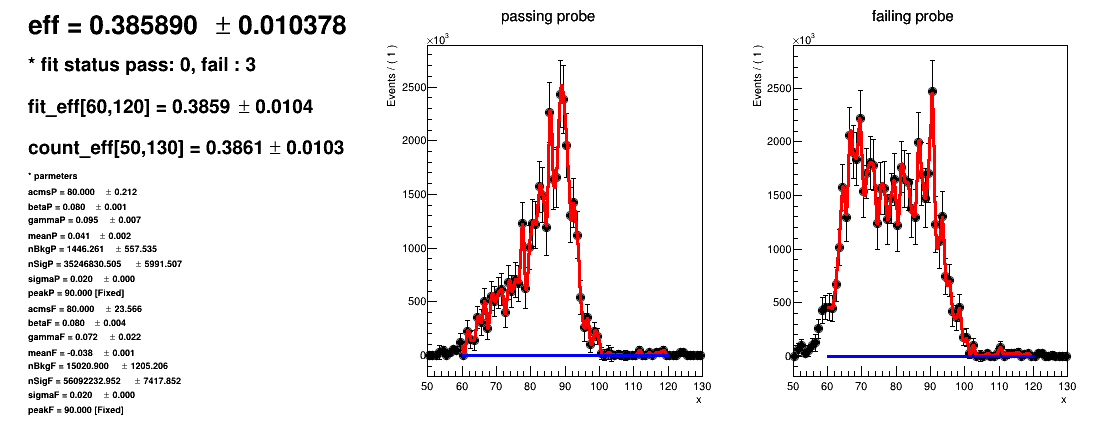 eff = 0.385890 ± 0.010378
* fit status pass: 0, fail : 3
fit_eff[60,120] = 0.3859 ± 0.0104
count_eff[50,130] = 0.3861 ± 0.0103
* parmeters
acmsP = 80.000 ± 0.212
betaP = 0.080 ± 0.001
gammaP = 0.095 ± 0.007
meanP = 0.041 ± 0.002
nBkgP = 1446.261 ± 557.535
nSigP = 35246830.505 ± 5991.507
sigmaP = 0.020 ± 0.000
peakP = 90.000 [Fixed]
acmsF = 80.000 ± 23.566
betaF = 0.080 ± 0.004
gammaF = 0.072 ± 0.022
meanF = -0.038 ± 0.001
nBkgF = 15020.900 ± 1205.206
nSigF = 56092232.952 ± 7417.852
sigmaF = 0.020 ± 0.000
peakF = 90.000 [Fixed]
passing probe
×10³
Events / ( 1 )
2500
2000
1500
1000
500
0
50 60 70 80 90 100 110 120 130
x
failing probe
×10³
Events / ( 1 )
2500
2000
1500
1000
500
0
50 60 70 80 90 100 110 120 130
x